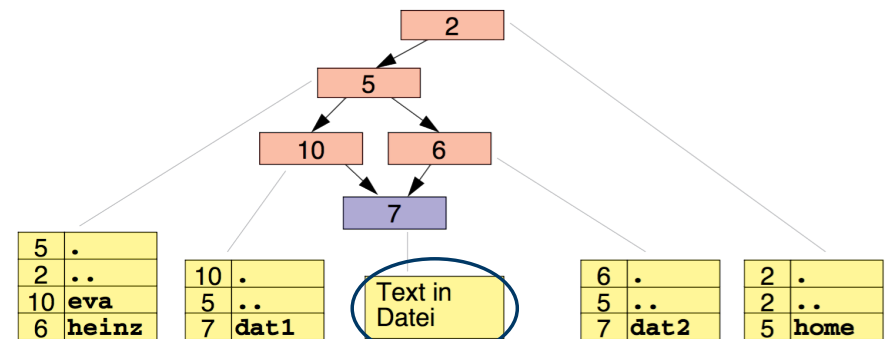 2
5
10 6
7
5 .
2 ..
10 eva
6 heinz
10 .
5 ..
7 dat1
Text in
Datei
6 .
5 ..
7 dat2
2 .
2 ..
5 home